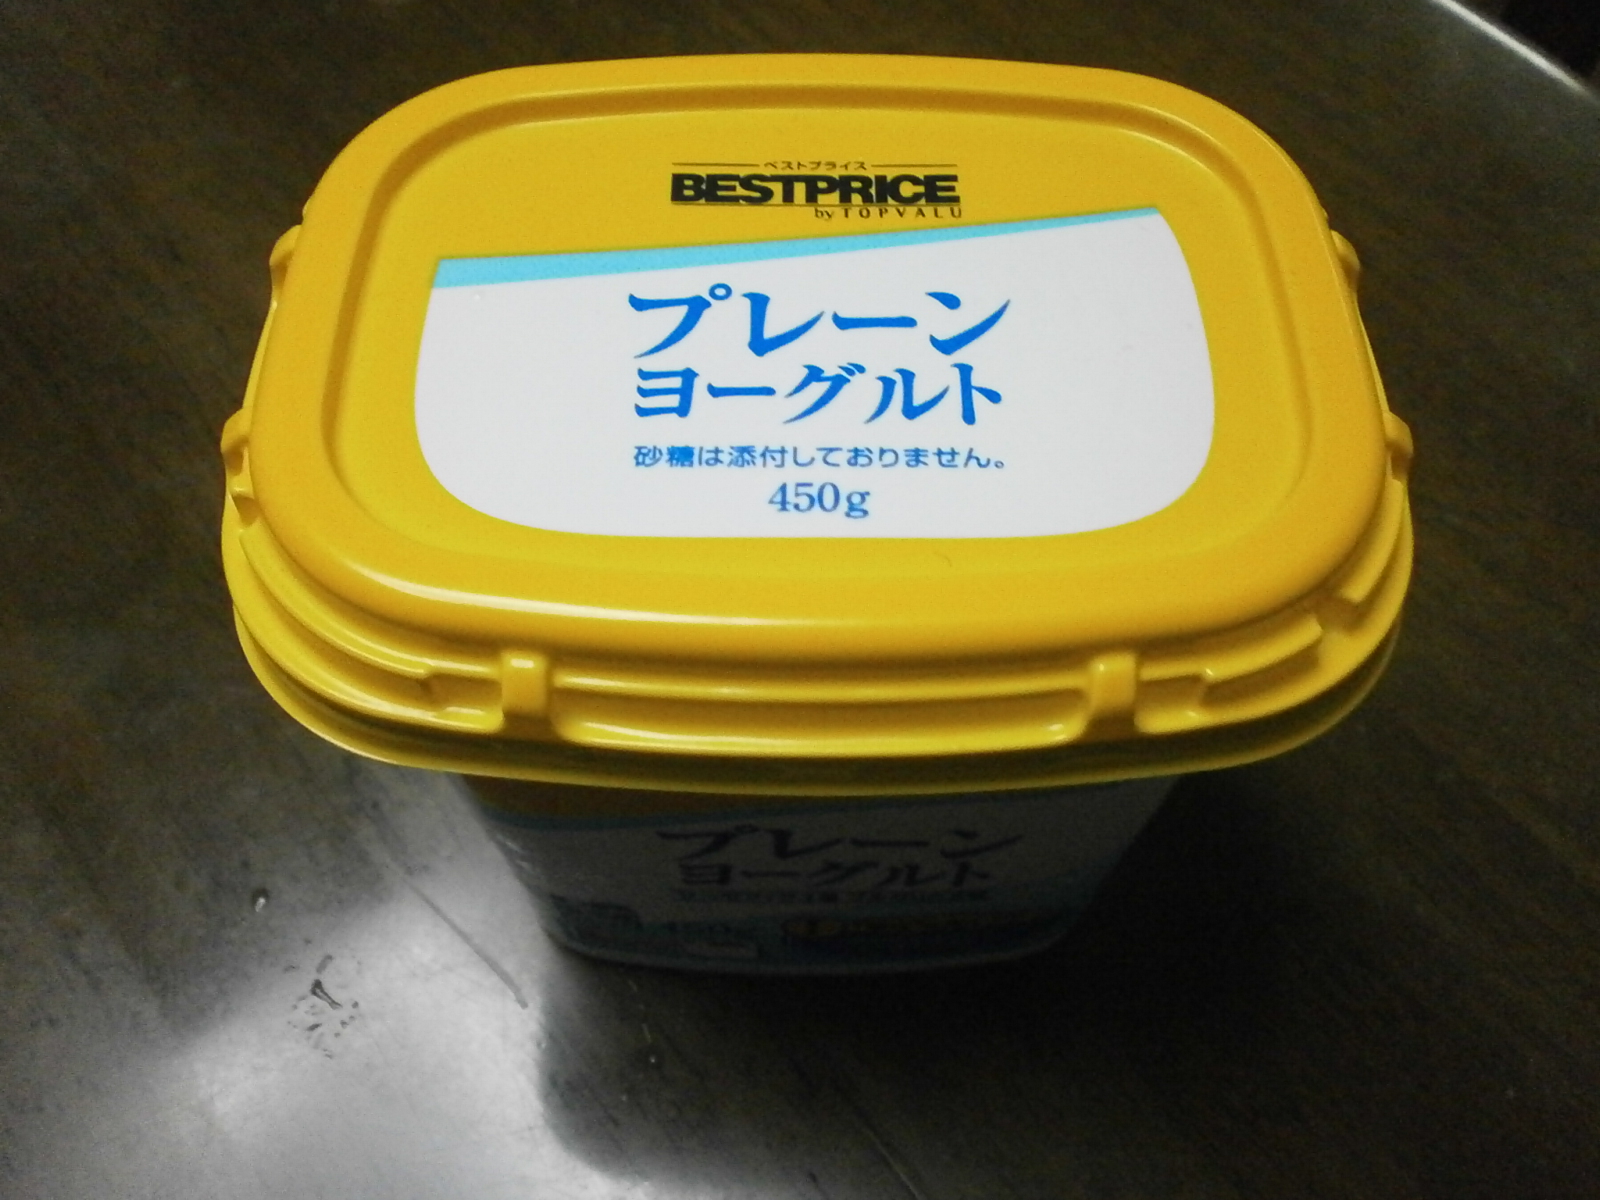 ベストプライス
BESTPRICE
by TOPVALU
プレーン
ヨーグルト
砂糖は添付しておりません。
450g
プレーン
ヨーグルト
450g